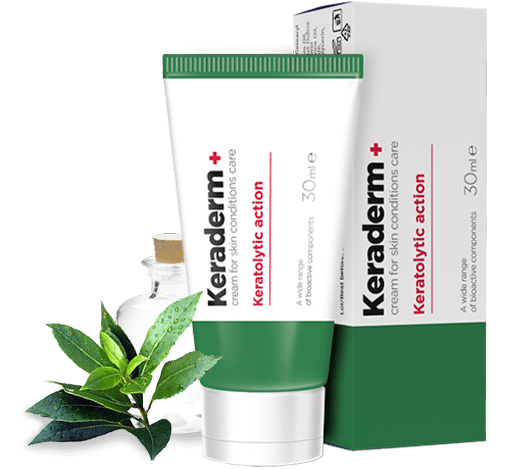 Keraderm+
cream for skin conditions care
Keratolytic action
30ml e
A wide range
of bioactive components
Keraderm+
cream for skin conditions care
Keratolytic action
30ml e
A wide range
of bioactive components